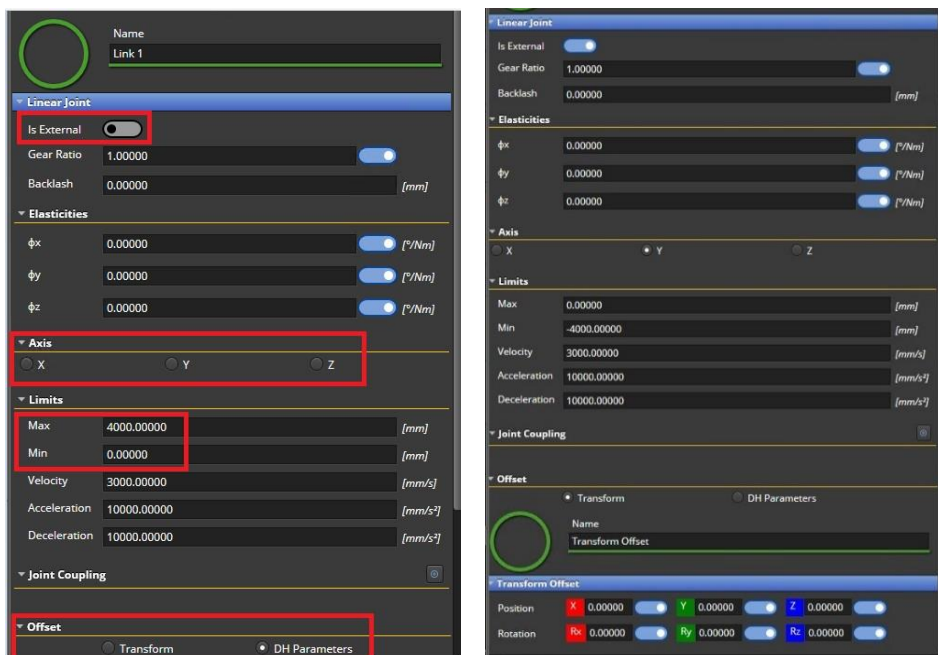 Name
Link 1
Linear Joint
Is External
Gear Ratio 1.00000
Backlash 0.00000 [mm]
Elasticities
ϕx 0.00000 [°/Nm]
ϕy 0.00000 [°/Nm]
ϕz 0.00000 [°/Nm]
Axis
X Y Z
Limits
Max 4000.00000 [mm]
Min 0.00000 [mm]
Velocity 3000.00000 [mm/s]
Acceleration 10000.00000 [mm/s²]
Deceleration 10000.00000 [mm/s²]
Joint Coupling
Offset
Transform DH Parameters
Linear Joint
Is External
Gear Ratio 1.00000
Backlash 0.00000 [mm]
Elasticities
ϕx 0.00000 [°/Nm]
ϕy 0.00000 [°/Nm]
ϕz 0.00000 [°/Nm]
Axis
X Y Z
Limits
Max 0.00000 [mm]
Min -4000.00000 [mm]
Velocity 3000.00000 [mm/s]
Acceleration 10000.00000 [mm/s²]
Deceleration 10000.00000 [mm/s²]
Joint Coupling
Offset
Transform DH Parameters
Name
Transform Offset
Transform Offset
Position X 0.00000 Y 0.00000 Z 0.00000
Rotation Rx 0.00000 Ry 0.00000 Rz 0.00000